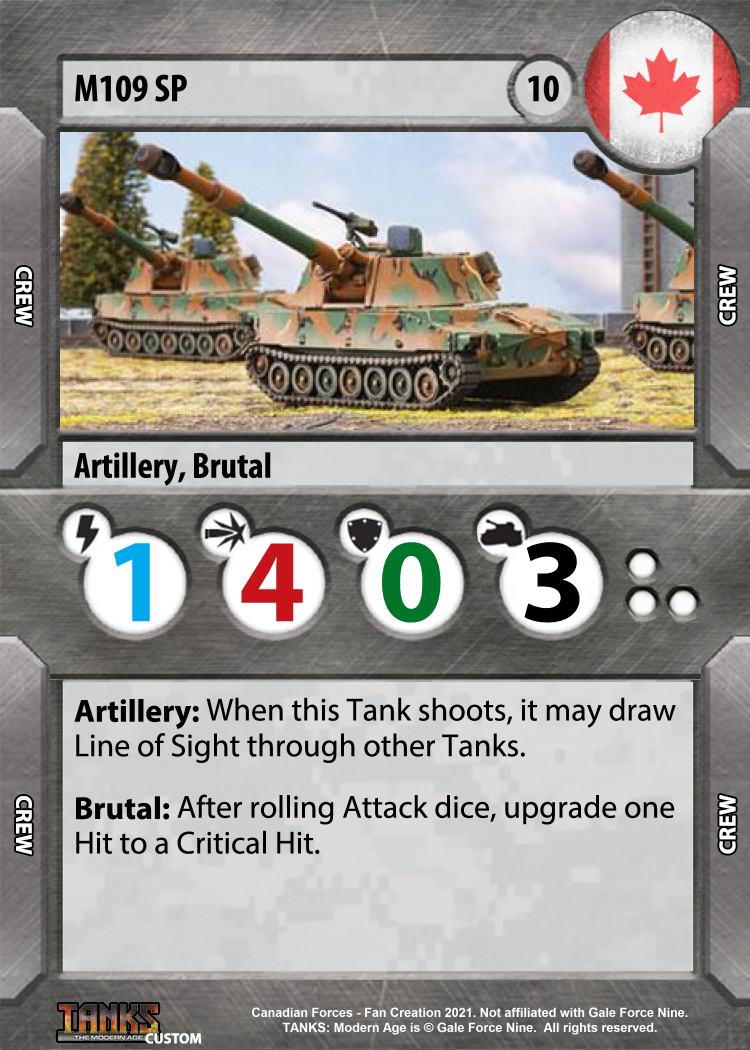 M109 SP
10
CREW
CREW
Artillery, Brutal
1
4
0
3
Artillery: When this Tank shoots, it may draw
Line of Sight through other Tanks.
Brutal: After rolling Attack dice, upgrade one
Hit to a Critical Hit.
CREW
CREW
TANKS
THE MODERN AGE
CUSTOM
Canadian Forces - Fan Creation 2021. Not affiliated with Gale Force Nine.
TANKS: Modern Age is © Gale Force Nine. All rights reserved.